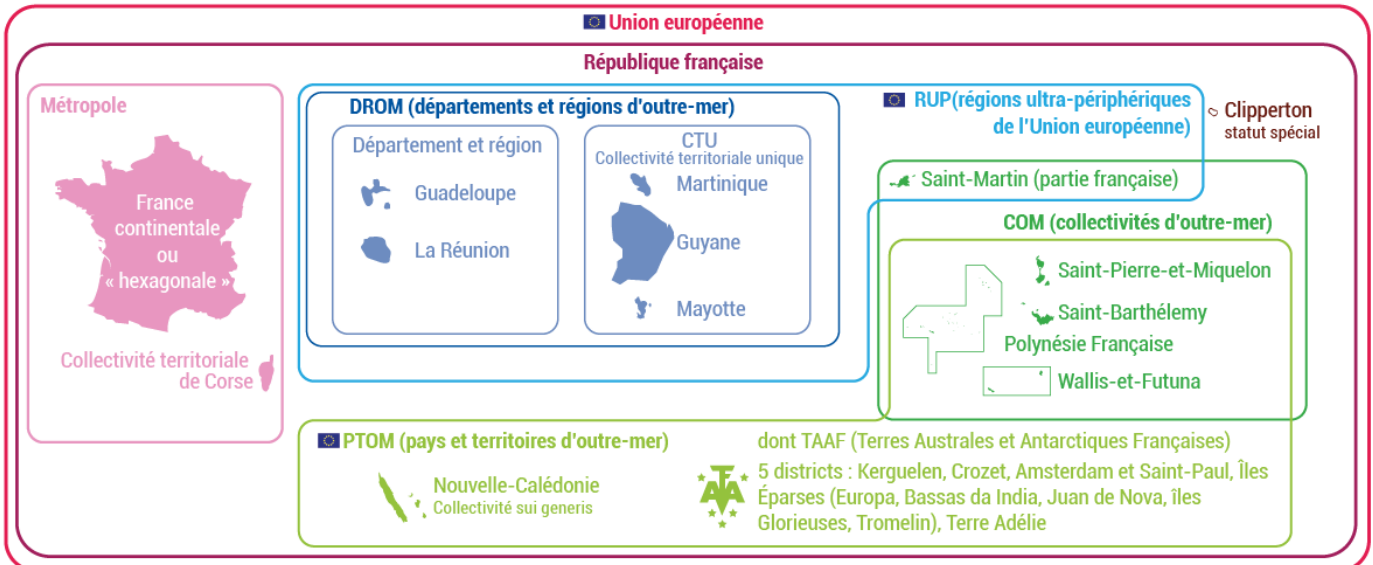 Union européenne
République française
Métropole
France
continentale
ou
« hexagonale »
Collectivité territoriale
de Corse
DROM (départements et régions d'outre-mer)
Département et région
Guadeloupe
La Réunion
CTU
Collectivité territoriale unique
Martinique
Guyane
Mayotte
RUP(régions ultra-périphériques
de l'Union européenne)
Clipperton
statut spécial
Saint-Martin (partie française)
COM (collectivités d'outre-mer)
Saint-Pierre-et-Miquelon
Saint-Barthélemy
Polynésie Française
Wallis-et-Futuna
PTOM (pays et territoires d'outre-mer)
Nouvelle-Calédonie
Collectivité sui generis
dont TAAF (Terres Australes et Antarctiques Françaises)
TAAF
5 districts : Kerguelen, Crozet, Amsterdam et Saint-Paul, Îles
Éparses (Europa, Bassas da India, Juan de Nova, îles
Glorieuses, Tromelin), Terre Adélie